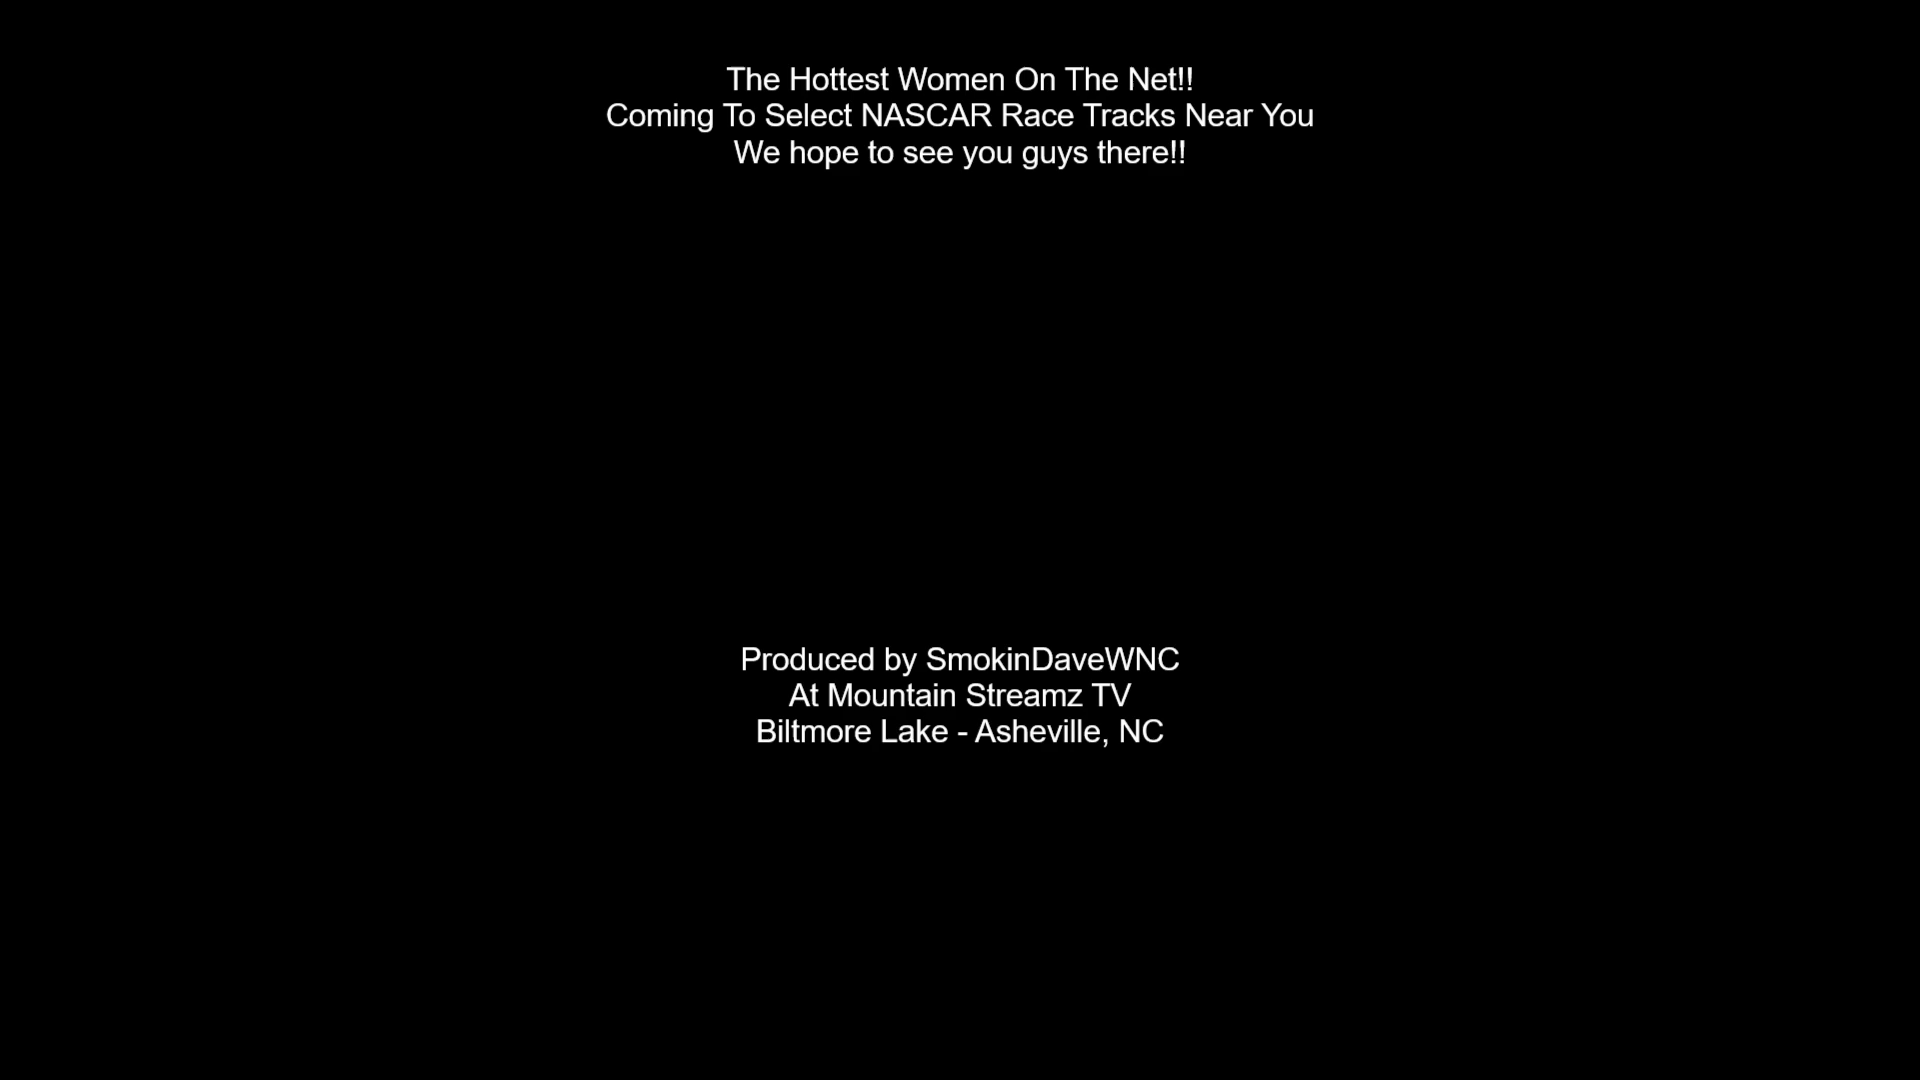 The Hottest Women On The Net!!
Coming To Select NASCAR Race Tracks Near You
We hope to see you guys there!!
Produced by SmokinDaveWNC
At Mountain Streamz TV
Biltmore Lake - Asheville, NC